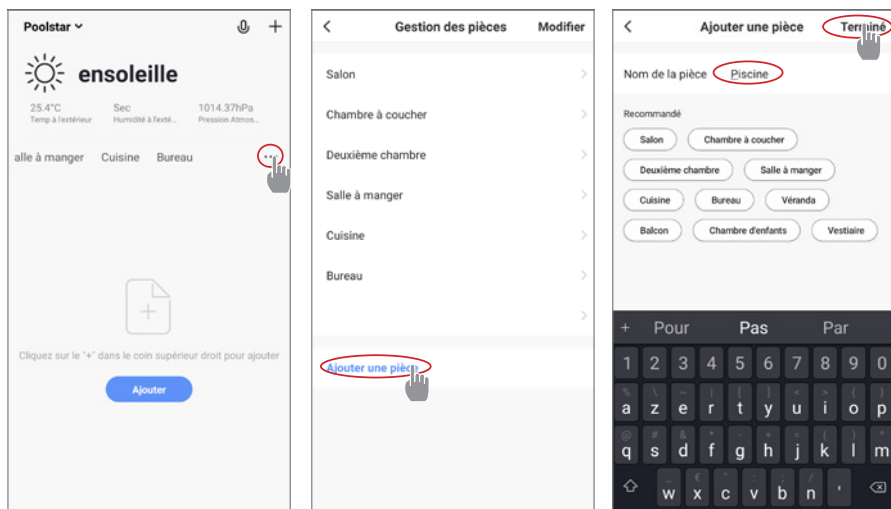 Poolstar
ensoleille
25.4°C Sec 1014.37hPa
Temp à l'extérieur Humidité à l'exté... Pression Atmos...
alle à manger Cuisine Bureau ...
Cliquez sur le "+" dans le coin supérieur droit pour ajouter
Ajouter
Gestion des pièces Modifier
Salon
Chambre à coucher
Deuxième chambre
Salle à manger
Cuisine
Bureau
Ajouter une pièce
Ajouter une pièce Terminé
Nom de la pièce Piscine
Recommandé
Salon Chambre à coucher
Deuxième chambre Salle à manger
Cuisine Bureau Véranda
Balcon Chambre d'enfants Vestiaire
+ Pour Pas Par
1 2 3 4 5 6 7 8 9 0
a z e r t y u i o p
q s d f g h j k l m
w x c v b n '